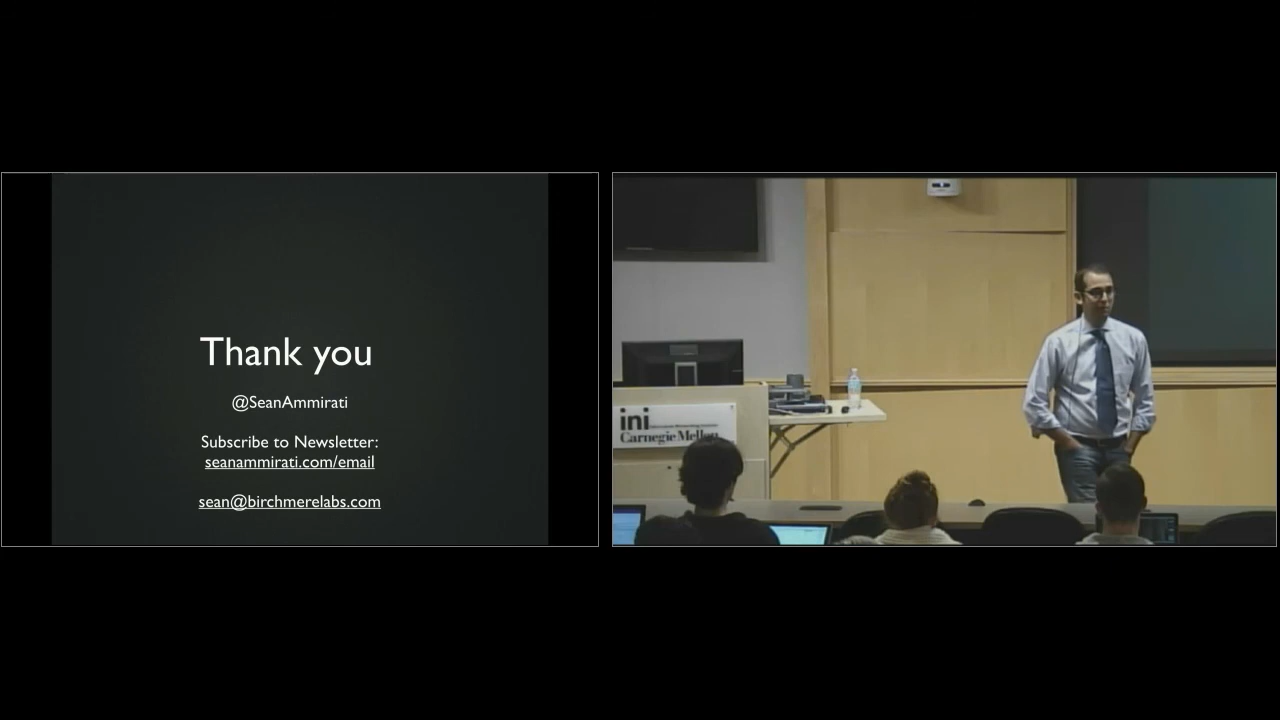 Thank you
@SeanAmmirati
Subscribe to Newsletter:
seanammirati.com/email
sean@birchmerelabs.com
ini
Carnegie Mellon